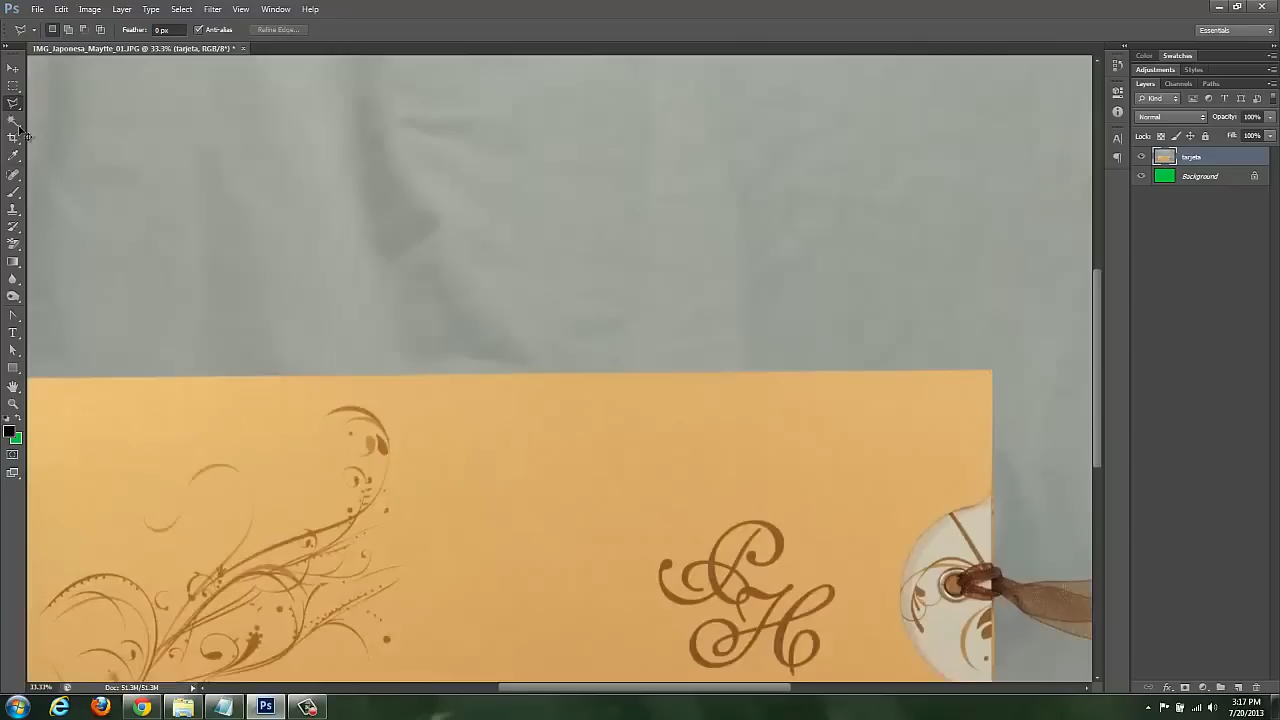 Ps File Edit Image Layer Type Select Filter View Window Help
Feather: 0 px Anti-alias Refine Edge... Essentials
IMG_Japonesa_Maytte_01.JPG @ 33.3% (tarjeta, RGB/8*) * ×
Color Swatches
Adjustments Styles
Layers Channels Paths
Kind
Normal Opacity: 100%
Lock: Fill: 100%
tarjeta
Background
PH
33.33% Doc: 51.3M/51.3M
3:17 PM
7/20/2013